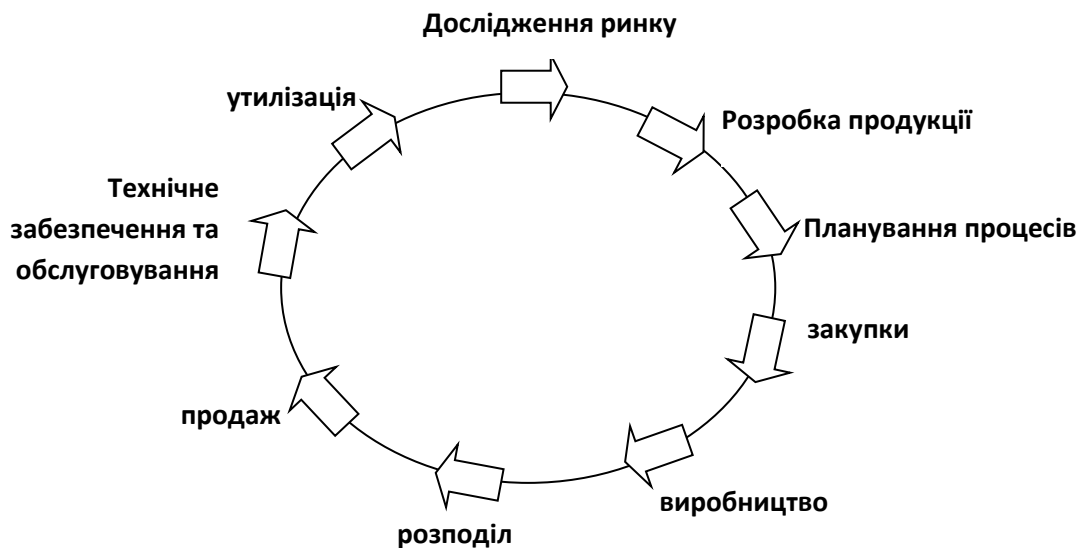 Дослідження ринку
Розробка продукції
Планування процесів
закупки
виробництво
розподіл
продаж
Технічне
забезпечення та
обслуговування
утилізація